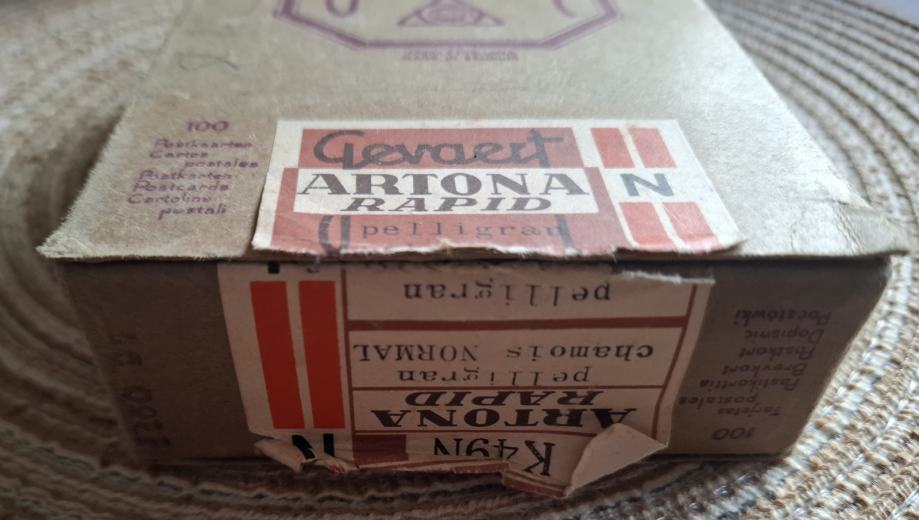 100
Postkaarten
Cartes
postales
Postkarten
Postcards
Cartoline
postali
Gevaert
ARTONA
RAPID
pelligran
N
pelligran
chamois NORMAL
pelligran
ARTONA
RAPID
K49N
N
100
Tarjetas
postales
Postikorttia
Brevkort
Postkort
Dopisnic
Pocztówki